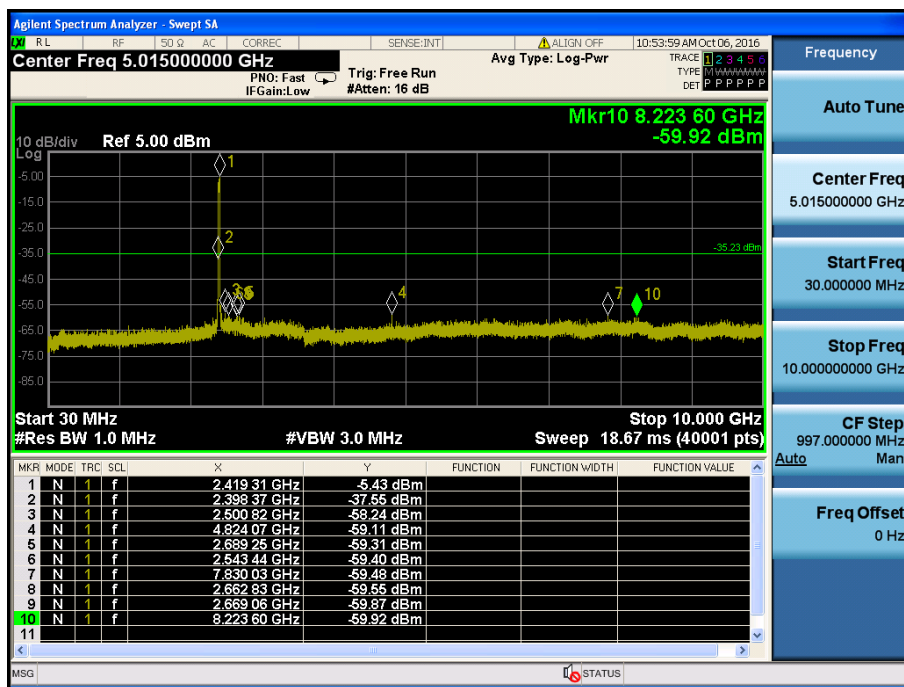 Agilent Spectrum Analyzer - Swept SA
LXI RL RF 50 Ω AC CORREC SENSE:INT ALIGN OFF 10:53:59 AM Oct 06, 2016
Center Freq 5.015000000 GHz
PNO: Fast
IFGain:Low
Trig: Free Run
#Atten: 16 dB
Avg Type: Log-Pwr
TRACE 1 2 3 4 5 6
TYPE MWWWWW
DET P P P P P P
Mkr10 8.223 60 GHz
-59.92 dBm
10 dB/div Ref 5.00 dBm
Log
1
-5.00
-15.0
-25.0
2
-35.0
-35.23 dBm
-45.0
4
7
10
-55.0
-65.0
-75.0
-85.0
Start 30 MHz
Stop 10.000 GHz
#Res BW 1.0 MHz
#VBW 3.0 MHz
Sweep 18.67 ms (40001 pts)
MKR MODE TRC SCL X Y FUNCTION FUNCTION WIDTH FUNCTION VALUE
1 N 1 f 2.419 31 GHz -5.43 dBm
2 N 1 f 2.398 37 GHz -37.55 dBm
3 N 1 f 2.500 82 GHz -58.24 dBm
4 N 1 f 4.824 07 GHz -59.11 dBm
5 N 1 f 2.689 25 GHz -59.31 dBm
6 N 1 f 2.543 44 GHz -59.40 dBm
7 N 1 f 7.830 03 GHz -59.48 dBm
8 N 1 f 2.662 83 GHz -59.55 dBm
9 N 1 f 2.669 06 GHz -59.87 dBm
10 N 1 f 8.223 60 GHz -59.92 dBm
11
MSG
STATUS
Frequency
Auto Tune
Center Freq
5.015000000 GHz
Start Freq
30.000000 MHz
Stop Freq
10.000000000 GHz
CF Step
997.000000 MHz
Auto Man
Freq Offset
0 Hz